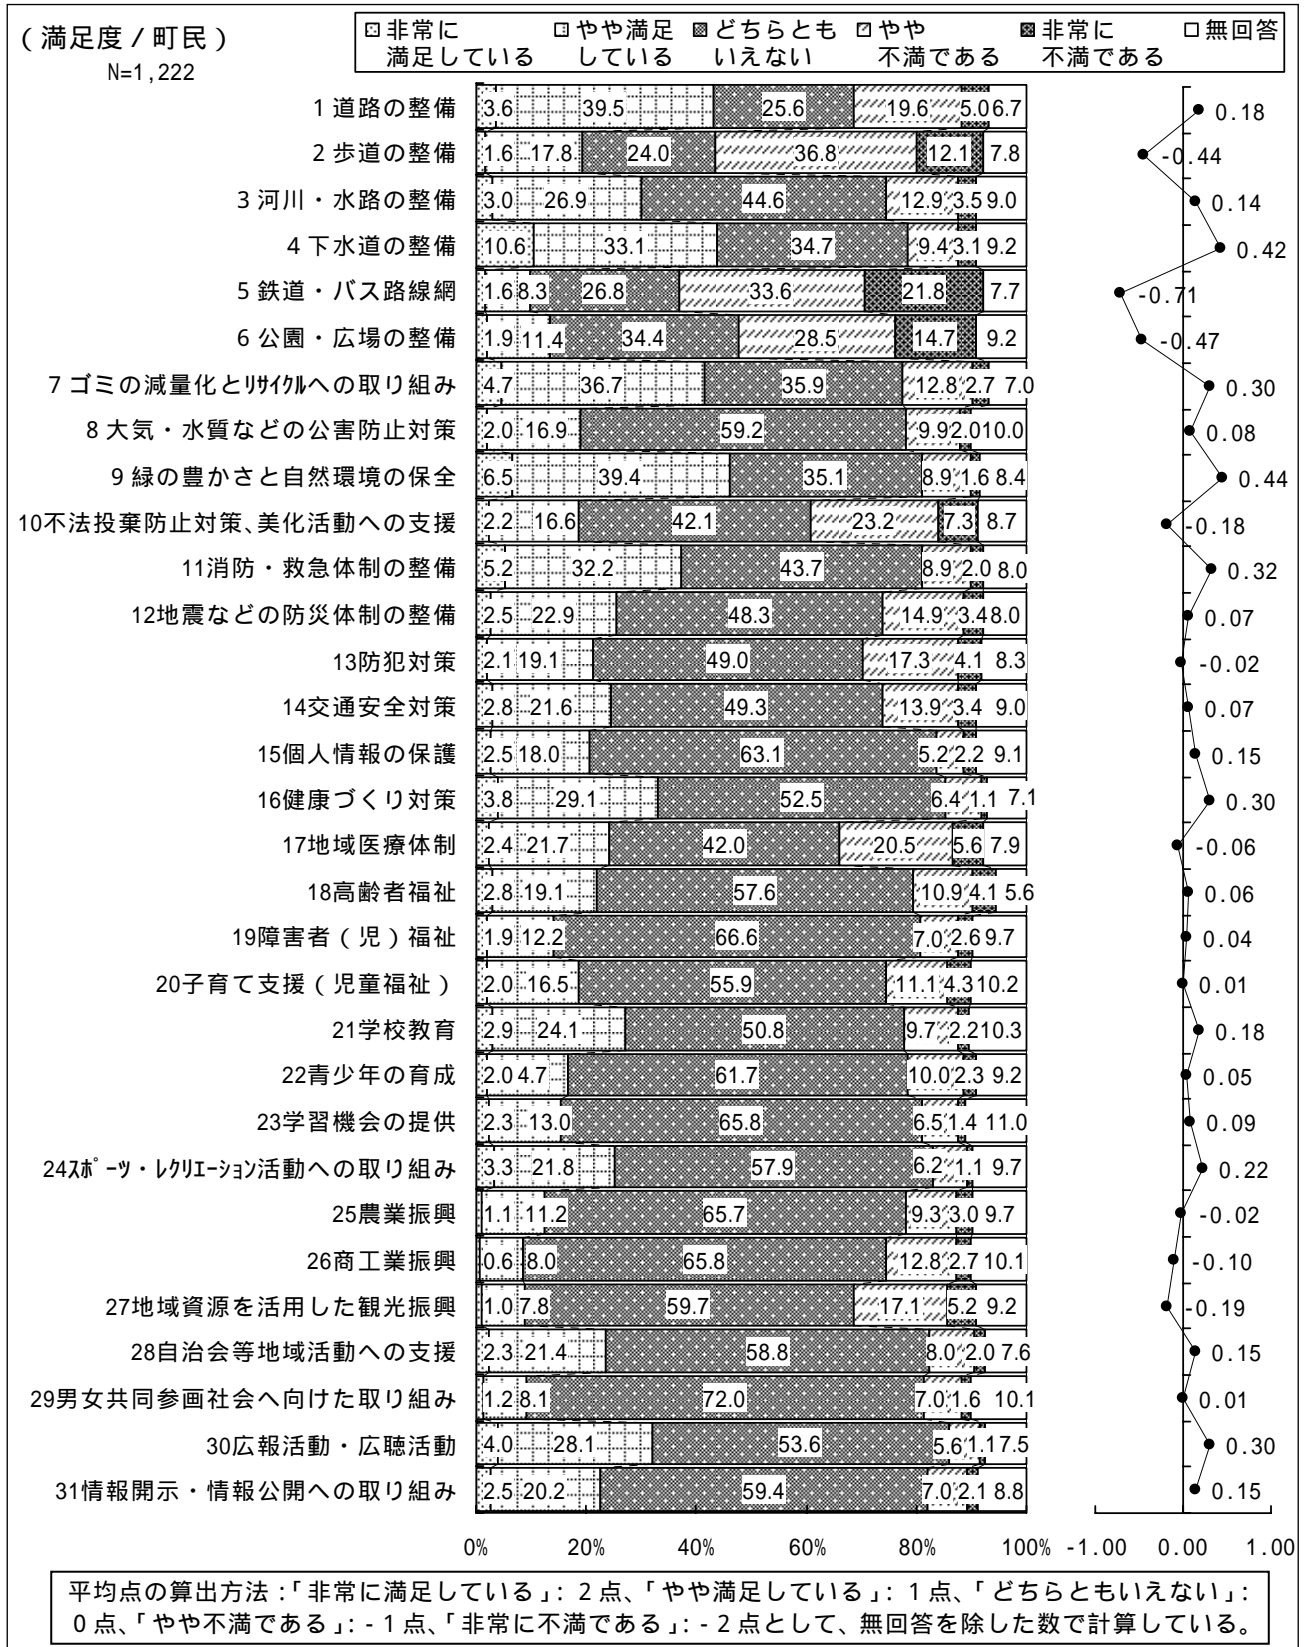 (満足度/町民)
N=1,222
非常に満足している やや満足している どちらともいえない やや不満である 非常に不満である 無回答
1道路の整備 3.6 39.5 25.6 19.6 5.0 6.7 0.18
2歩道の整備 1.6 17.8 24.0 36.8 12.1 7.8 -0.44
3河川・水路の整備 3.0 26.9 44.6 12.9 3.5 9.0 0.14
4下水道の整備 10.6 33.1 34.7 9.4 3.1 9.2 0.42
5鉄道・バス路線網 1.6 8.3 26.8 33.6 21.8 7.7 -0.71
6公園・広場の整備 1.9 11.4 34.4 28.5 14.7 9.2 -0.47
7ゴミの減量化とリサイクルへの取り組み 4.7 36.7 35.9 12.8 2.7 7.0 0.30
8大気・水質などの公害防止対策 2.0 16.9 59.2 9.9 2.0 10.0 0.08
9緑の豊かさと自然環境の保全 6.5 39.4 35.1 8.9 1.6 8.4 0.44
10不法投棄防止対策、美化活動への支援 2.2 16.6 42.1 23.2 7.3 8.7 -0.18
11消防・救急体制の整備 5.2 32.2 43.7 8.9 2.0 8.0 0.32
12地震などの防災体制の整備 2.5 22.9 48.3 14.9 3.4 8.0 0.07
13防犯対策 2.1 19.1 49.0 17.3 4.1 8.3 -0.02
14交通安全対策 2.8 21.6 49.3 13.9 3.4 9.0 0.07
15個人情報の保護 2.5 18.0 63.1 5.2 2.2 9.1 0.15
16健康づくり対策 3.8 29.1 52.5 6.4 1.1 7.1 0.30
17地域医療体制 2.4 21.7 42.0 20.5 5.6 7.9 -0.06
18高齢者福祉 2.8 19.1 57.6 10.9 4.1 5.6 0.06
19障害者(児)福祉 1.9 12.2 66.6 7.0 2.6 9.7 0.04
20子育て支援(児童福祉) 2.0 16.5 55.9 11.1 4.3 10.2 0.01
21学校教育 2.9 24.1 50.8 9.7 2.2 10.3 0.18
22青少年の育成 2.0 4.7 61.7 10.0 2.3 9.2 0.05
23学習機会の提供 2.3 13.0 65.8 6.5 1.4 11.0 0.09
24スポーツ・レクリエーション活動への取り組み 3.3 21.8 57.9 6.2 1.1 9.7 0.22
25農業振興 1.1 11.2 65.7 9.3 3.0 9.7 -0.02
26商工業振興 0.6 8.0 65.8 12.8 2.7 10.1 -0.10
27地域資源を活用した観光振興 1.0 7.8 59.7 17.1 5.2 9.2 -0.19
28自治会等地域活動への支援 2.3 21.4 58.8 8.0 2.0 7.6 0.15
29男女共同参画社会へ向けた取り組み 1.2 8.1 72.0 7.0 1.6 10.1 0.01
30広報活動・広聴活動 4.0 28.1 53.6 5.6 1.1 7.5 0.30
31情報開示・情報公開への取り組み 2.5 20.2 59.4 7.0 2.1 8.8 0.15
0% 20% 40% 60% 80% 100% -1.00 0.00 1.00
平均点の算出方法:「非常に満足している」:2点、「やや満足している」:1点、「どちらともいえない」:
0点、「やや不満である」:-1点、「非常に不満である」:-2点として、無回答を除した数で計算している。